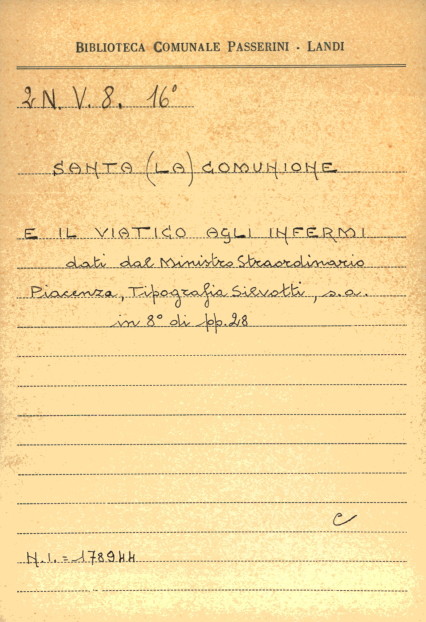 BIBLIOTECA COMUNALE PASSERINI - LANDI
2 N. V. 8. 16°
SANTA (LA) COMUNIONE
E IL VIATICO AGLI INFERMI
dati dal Ministro Straordinario
Piacenza, Tipografia Silvotti, s.a.
in 8° di pp. 28
C
N.I. = 178944